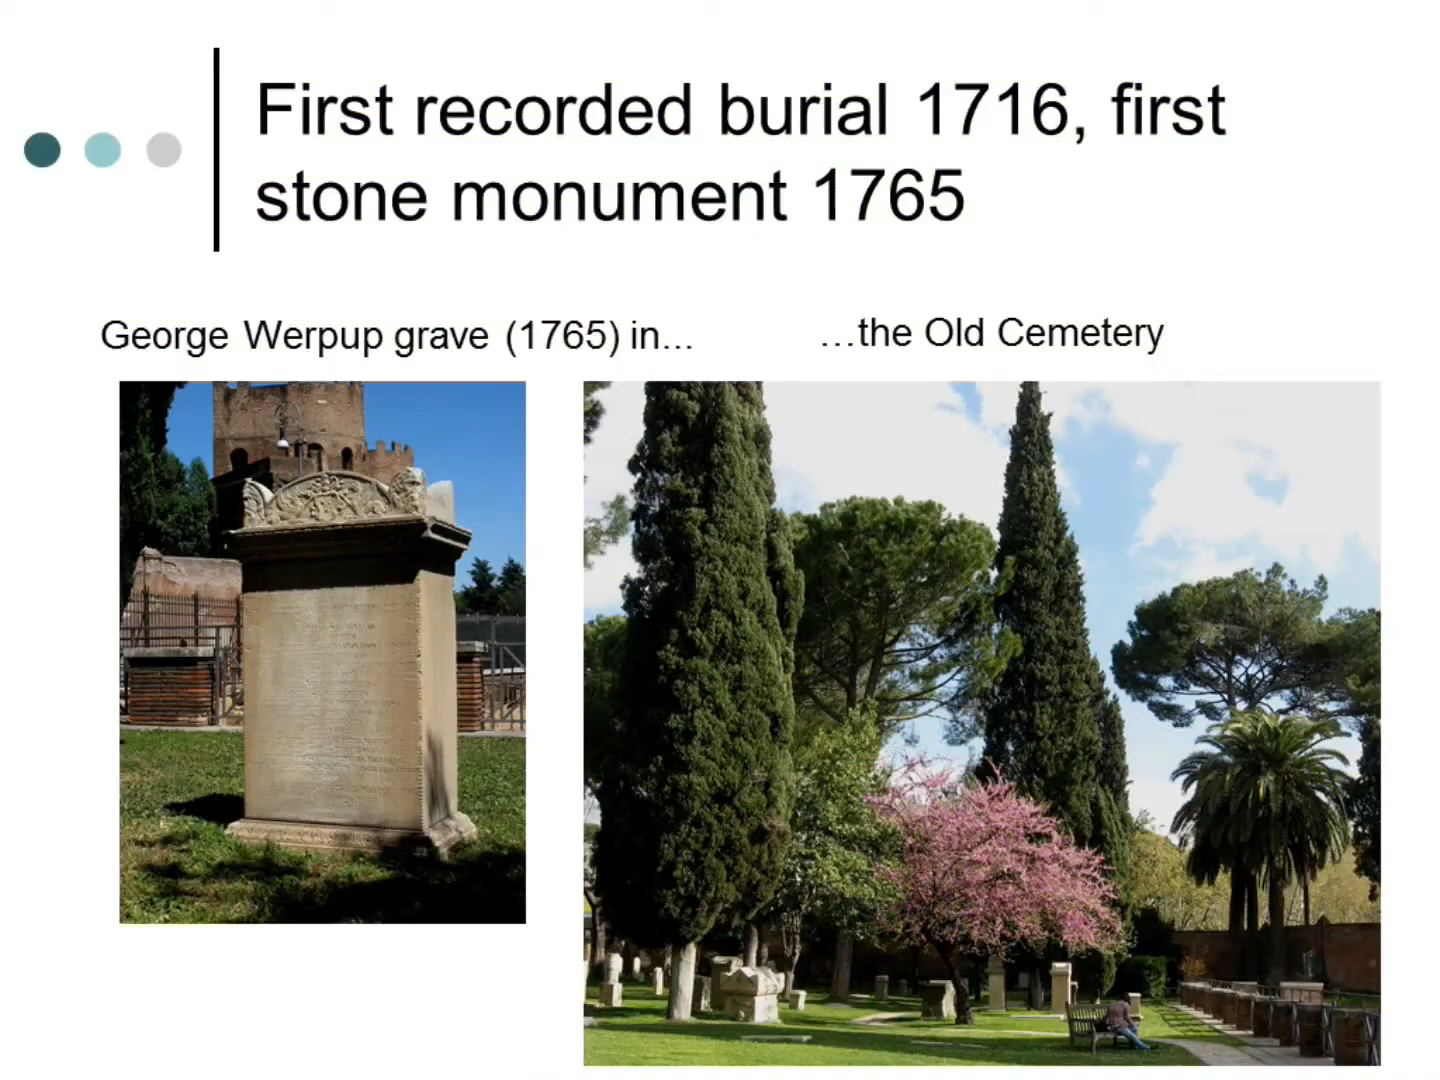 First recorded burial 1716, first
stone monument 1765
George Werpup grave (1765) in...
…the Old Cemetery